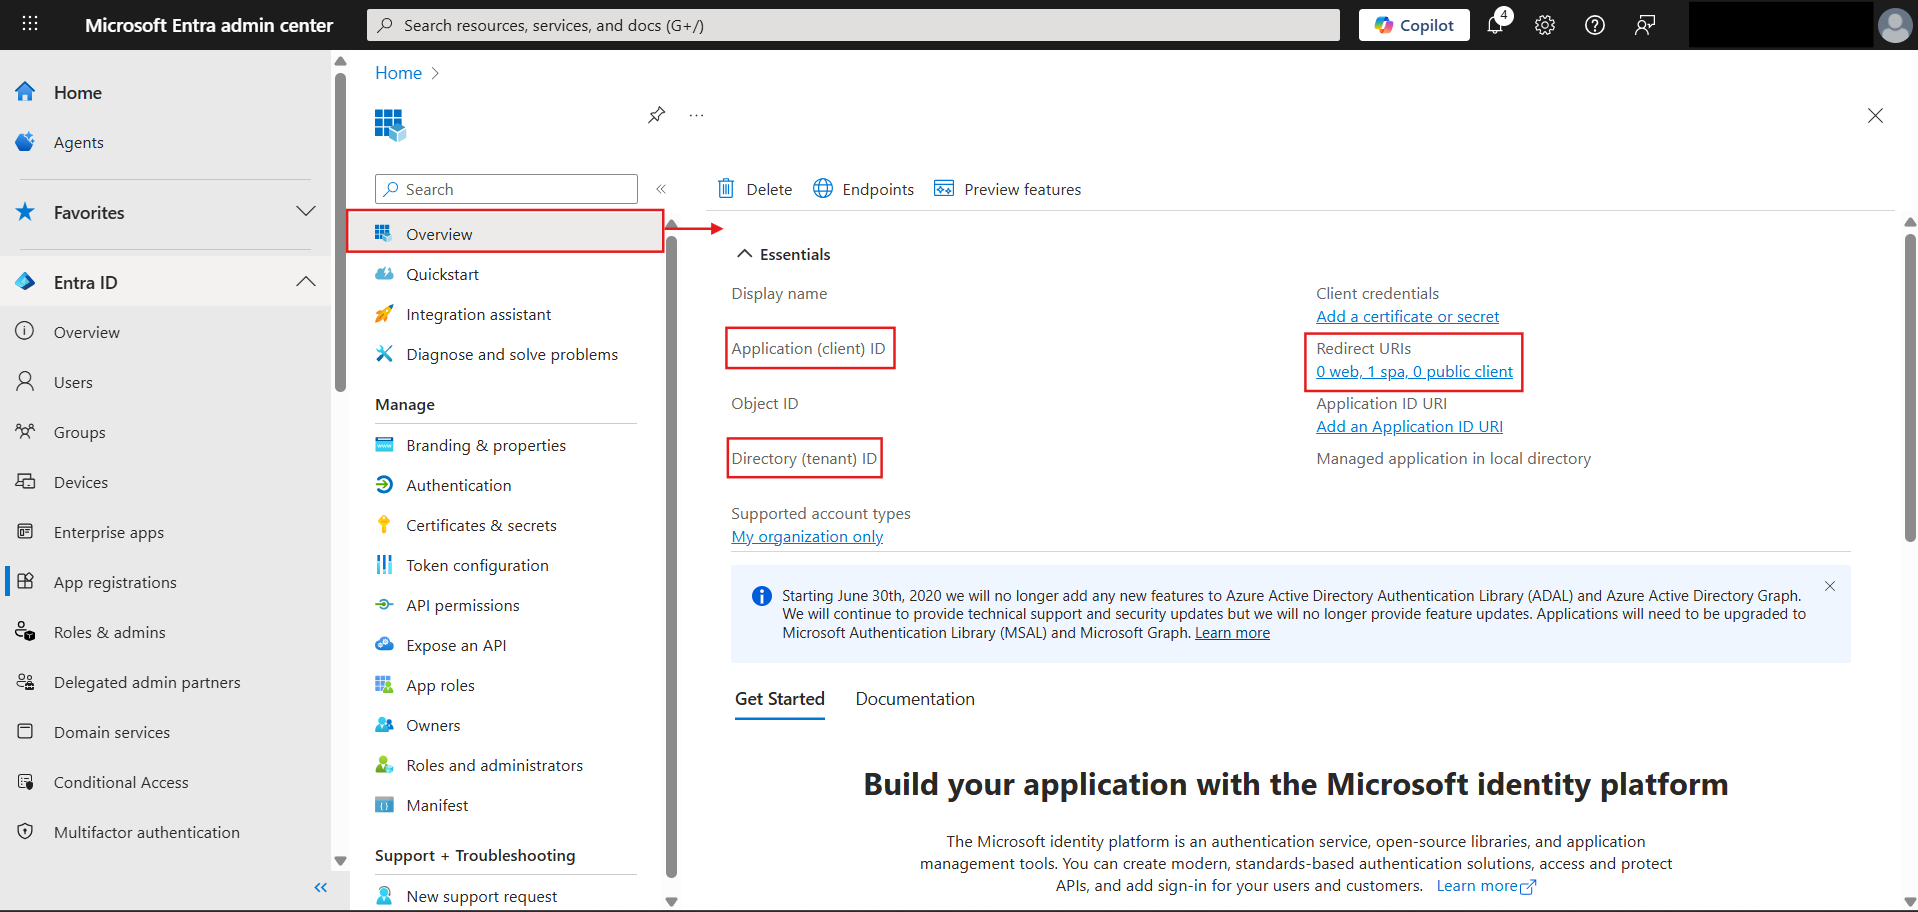 Microsoft Entra admin center
Search resources, services, and docs (G+/)
Copilot
4
Home
Agents
Favorites
Entra ID
Overview
Users
Groups
Devices
Enterprise apps
App registrations
Roles & admins
Delegated admin partners
Domain services
Conditional Access
Multifactor authentication
Home
Search
Overview
Quickstart
Integration assistant
Diagnose and solve problems
Manage
Branding & properties
Authentication
Certificates & secrets
Token configuration
API permissions
Expose an API
App roles
Owners
Roles and administrators
Manifest
Support + Troubleshooting
New support request
Delete
Endpoints
Preview features
Essentials
Display name
Application (client) ID
Object ID
Directory (tenant) ID
Supported account types
My organization only
Client credentials
Add a certificate or secret
Redirect URIs
0 web, 1 spa, 0 public client
Application ID URI
Add an Application ID URI
Managed application in local directory
Starting June 30th, 2020 we will no longer add any new features to Azure Active Directory Authentication Library (ADAL) and Azure Active Directory Graph.
We will continue to provide technical support and security updates but we will no longer provide feature updates. Applications will need to be upgraded to
Microsoft Authentication Library (MSAL) and Microsoft Graph. Learn more
Get Started
Documentation
Build your application with the Microsoft identity platform
The Microsoft identity platform is an authentication service, open-source libraries, and application
management tools. You can create modern, standards-based authentication solutions, access and protect
APIs, and add sign-in for your users and customers. Learn more